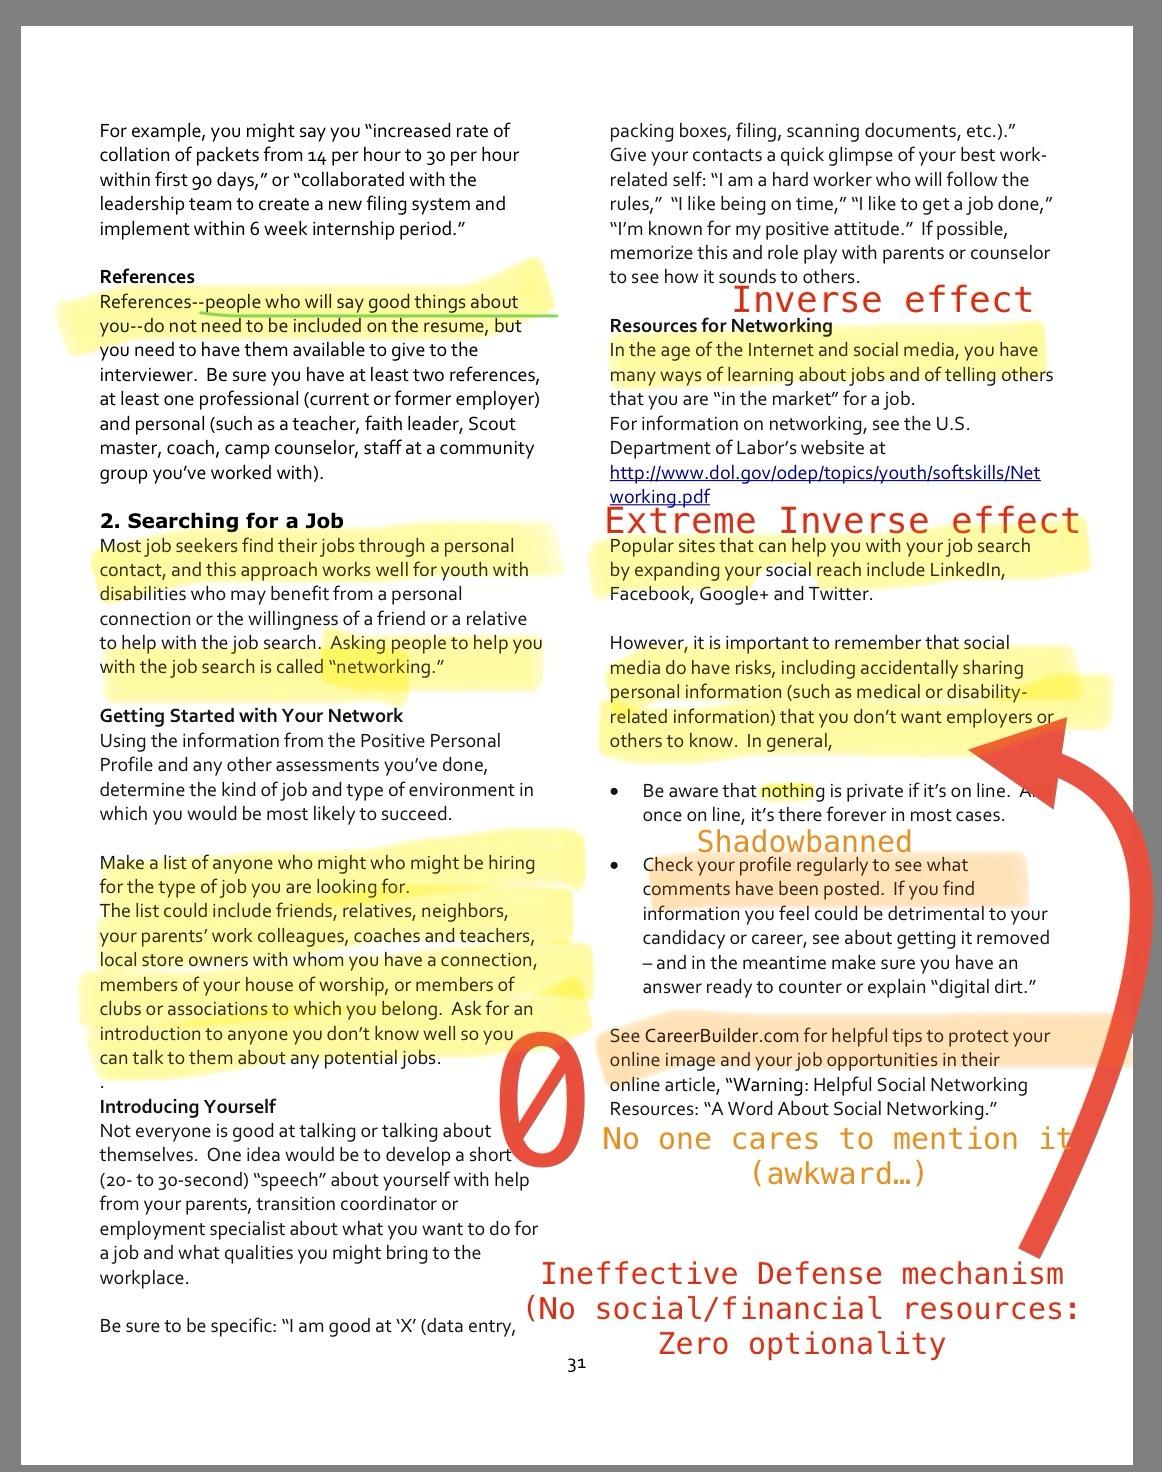 For example, you might say you “increased rate of
collation of packets from 14 per hour to 30 per hour
within first 90 days,” or “collaborated with the
leadership team to create a new filing system and
implement within 6 week internship period.”
References
References--people who will say good things about
you--do not need to be included on the resume, but
you need to have them available to give to the
interviewer.  Be sure you have at least two references,
at least one professional (current or former employer)
and personal (such as a teacher, faith leader, Scout
master, coach, camp counselor, staff at a community
group you’ve worked with).
2. Searching for a Job
Most job seekers find their jobs through a personal
contact, and this approach works well for youth with
disabilities who may benefit from a personal
connection or the willingness of a friend or a relative
to help with the job search.  Asking people to help you
with the job search is called “networking.”
Getting Started with Your Network
Using the information from the Positive Personal
Profile and any other assessments you’ve done,
determine the kind of job and type of environment in
which you would be most likely to succeed.
Make a list of anyone who might who might be hiring
for the type of job you are looking for.
The list could include friends, relatives, neighbors,
your parents’ work colleagues, coaches and teachers,
local store owners with whom you have a connection,
members of your house of worship, or members of
clubs or associations to which you belong.  Ask for an
introduction to anyone you don’t know well so you
can talk to them about any potential jobs.
.
0
Introducing Yourself
Not everyone is good at talking or talking about
themselves.  One idea would be to develop a short
(20- to 30-second) “speech” about yourself with help
from your parents, transition coordinator or
employment specialist about what you want to do for
a job and what qualities you might bring to the
workplace.
Be sure to be specific: “I am good at ‘X’ (data entry,
packing boxes, filing, scanning documents, etc.).”
Give your contacts a quick glimpse of your best work-
related self: “I am a hard worker who will follow the
rules,”  “I like being on time,” “I like to get a job done,”
“I’m known for my positive attitude.”  If possible,
memorize this and role play with parents or counselor
to see how it sounds to others.
Inverse effect
Resources for Networking
In the age of the Internet and social media, you have
many ways of learning about jobs and of telling others
that you are “in the market” for a job.
For information on networking, see the U.S.
Department of Labor’s website at
http://www.dol.gov/odep/topics/youth/softskills/Net
working.pdf
Extreme Inverse effect
Popular sites that can help you with your job search
by expanding your social reach include LinkedIn,
Facebook, Google+ and Twitter.
However, it is important to remember that social
media do have risks, including accidentally sharing
personal information (such as medical or disability-
related information) that you don’t want employers or
others to know.  In general,
• Be aware that nothing is private if it’s on line.  And
once on line, it’s there forever in most cases.
Shadowbanned
• Check your profile regularly to see what
comments have been posted.  If you find
information you feel could be detrimental to your
candidacy or career, see about getting it removed
– and in the meantime make sure you have an
answer ready to counter or explain “digital dirt.”
See CareerBuilder.com for helpful tips to protect your
online image and your job opportunities in their
online article, “Warning: Helpful Social Networking
Resources: “A Word About Social Networking.”
No one cares to mention it
(awkward…)
Ineffective Defense mechanism
(No social/financial resources:
Zero optionality
31